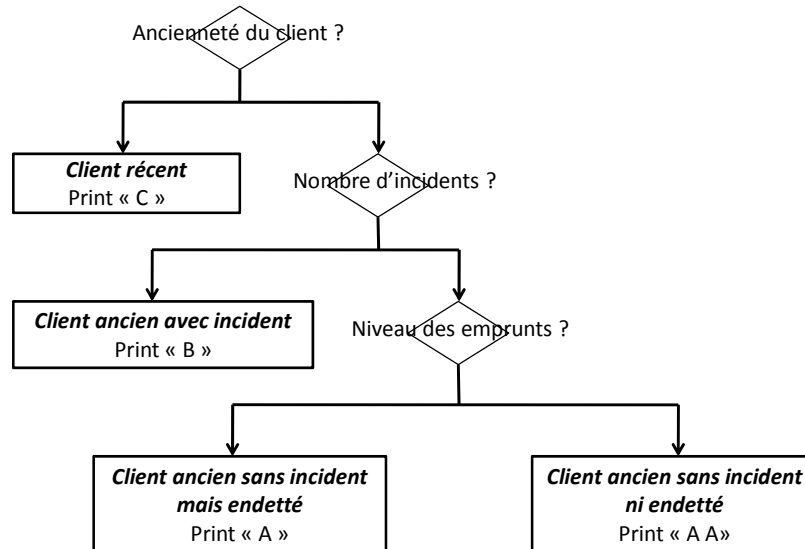 Ancienneté du client ?
Client récent
Print « C »
Nombre d'incidents ?
Client ancien avec incident
Print « B »
Niveau des emprunts ?
Client ancien sans incident
mais endetté
Print « A »
Client ancien sans incident
ni endetté
Print « A A»